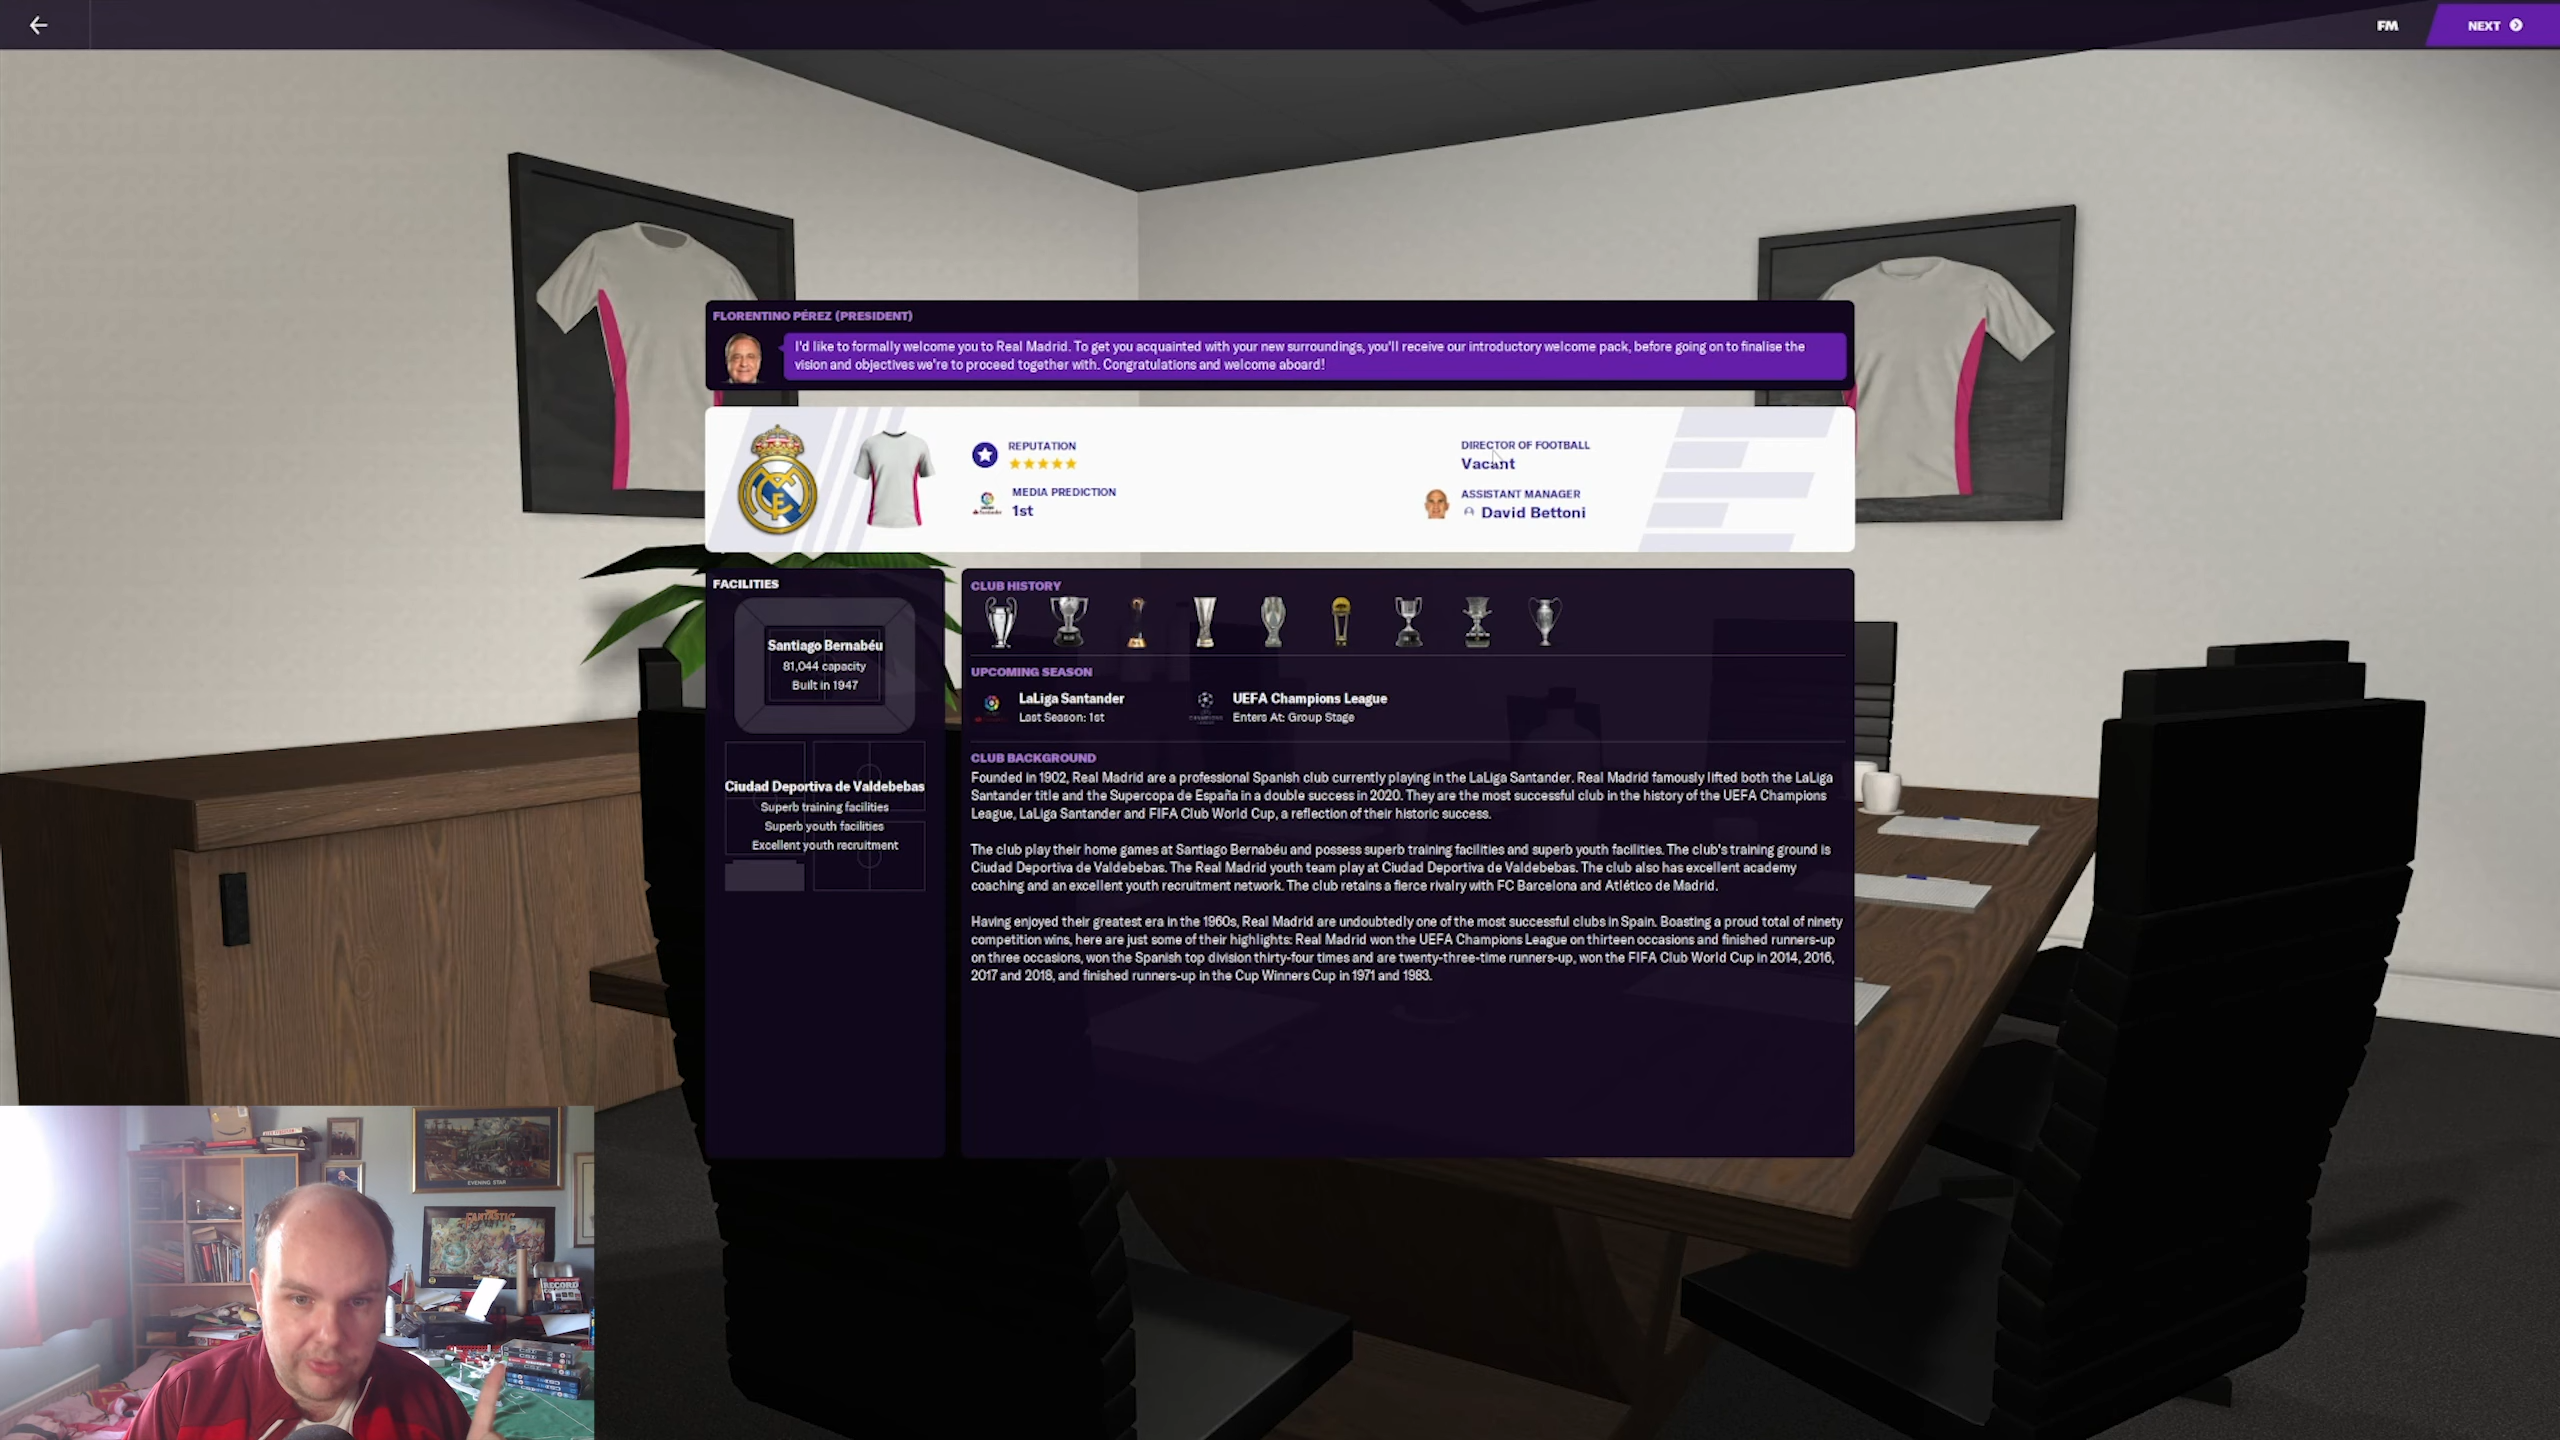 FM
NEXT
FLORENTINO PÉREZ (PRESIDENT)
I'd like to formally welcome you to Real Madrid. To get you acquainted with your new surroundings, you'll receive our introductory welcome pack, before going on to finalise the
vision and objectives we're to proceed together with. Congratulations and welcome aboard!
REPUTATION
MEDIA PREDICTION
1st
DIRECTOR OF FOOTBALL
Vacant
ASSISTANT MANAGER
David Bettoni
FACILITIES
Santiago Bernabéu
81,044 capacity
Built in 1947
Ciudad Deportiva de Valdebebas
Superb training facilities
Superb youth facilities
Excellent youth recruitment
CLUB HISTORY
UPCOMING SEASON
LaLiga Santander
Last Season: 1st
UEFA Champions League
Enters At: Group Stage
CLUB BACKGROUND
Founded in 1902, Real Madrid are a professional Spanish club currently playing in the LaLiga Santander. Real Madrid famously lifted both the LaLiga
Santander title and the Supercopa de España in a double success in 2020. They are the most successful club in the history of the UEFA Champions
League, LaLiga Santander and FIFA Club World Cup, a reflection of their historic success.
The club play their home games at Santiago Bernabéu and possess superb training facilities and superb youth facilities. The club's training ground is
Ciudad Deportiva de Valdebebas. The Real Madrid youth team play at Ciudad Deportiva de Valdebebas. The club also has excellent academy
coaching and an excellent youth recruitment network. The club retains a fierce rivalry with FC Barcelona and Atlético de Madrid.
Having enjoyed their greatest era in the 1960s, Real Madrid are undoubtedly one of the most successful clubs in Spain. Boasting a proud total of ninety
competition wins, here are just some of their highlights: Real Madrid won the UEFA Champions League on thirteen occasions and finished runners-up
on three occasions, won the Spanish top division thirty-four times and are twenty-three-time runners-up, won the FIFA Club World Cup in 2014, 2016,
2017 and 2018, and finished runners-up in the Cup Winners Cup in 1971 and 1983.
EVENING STAR
FANTASTIC
RECORD